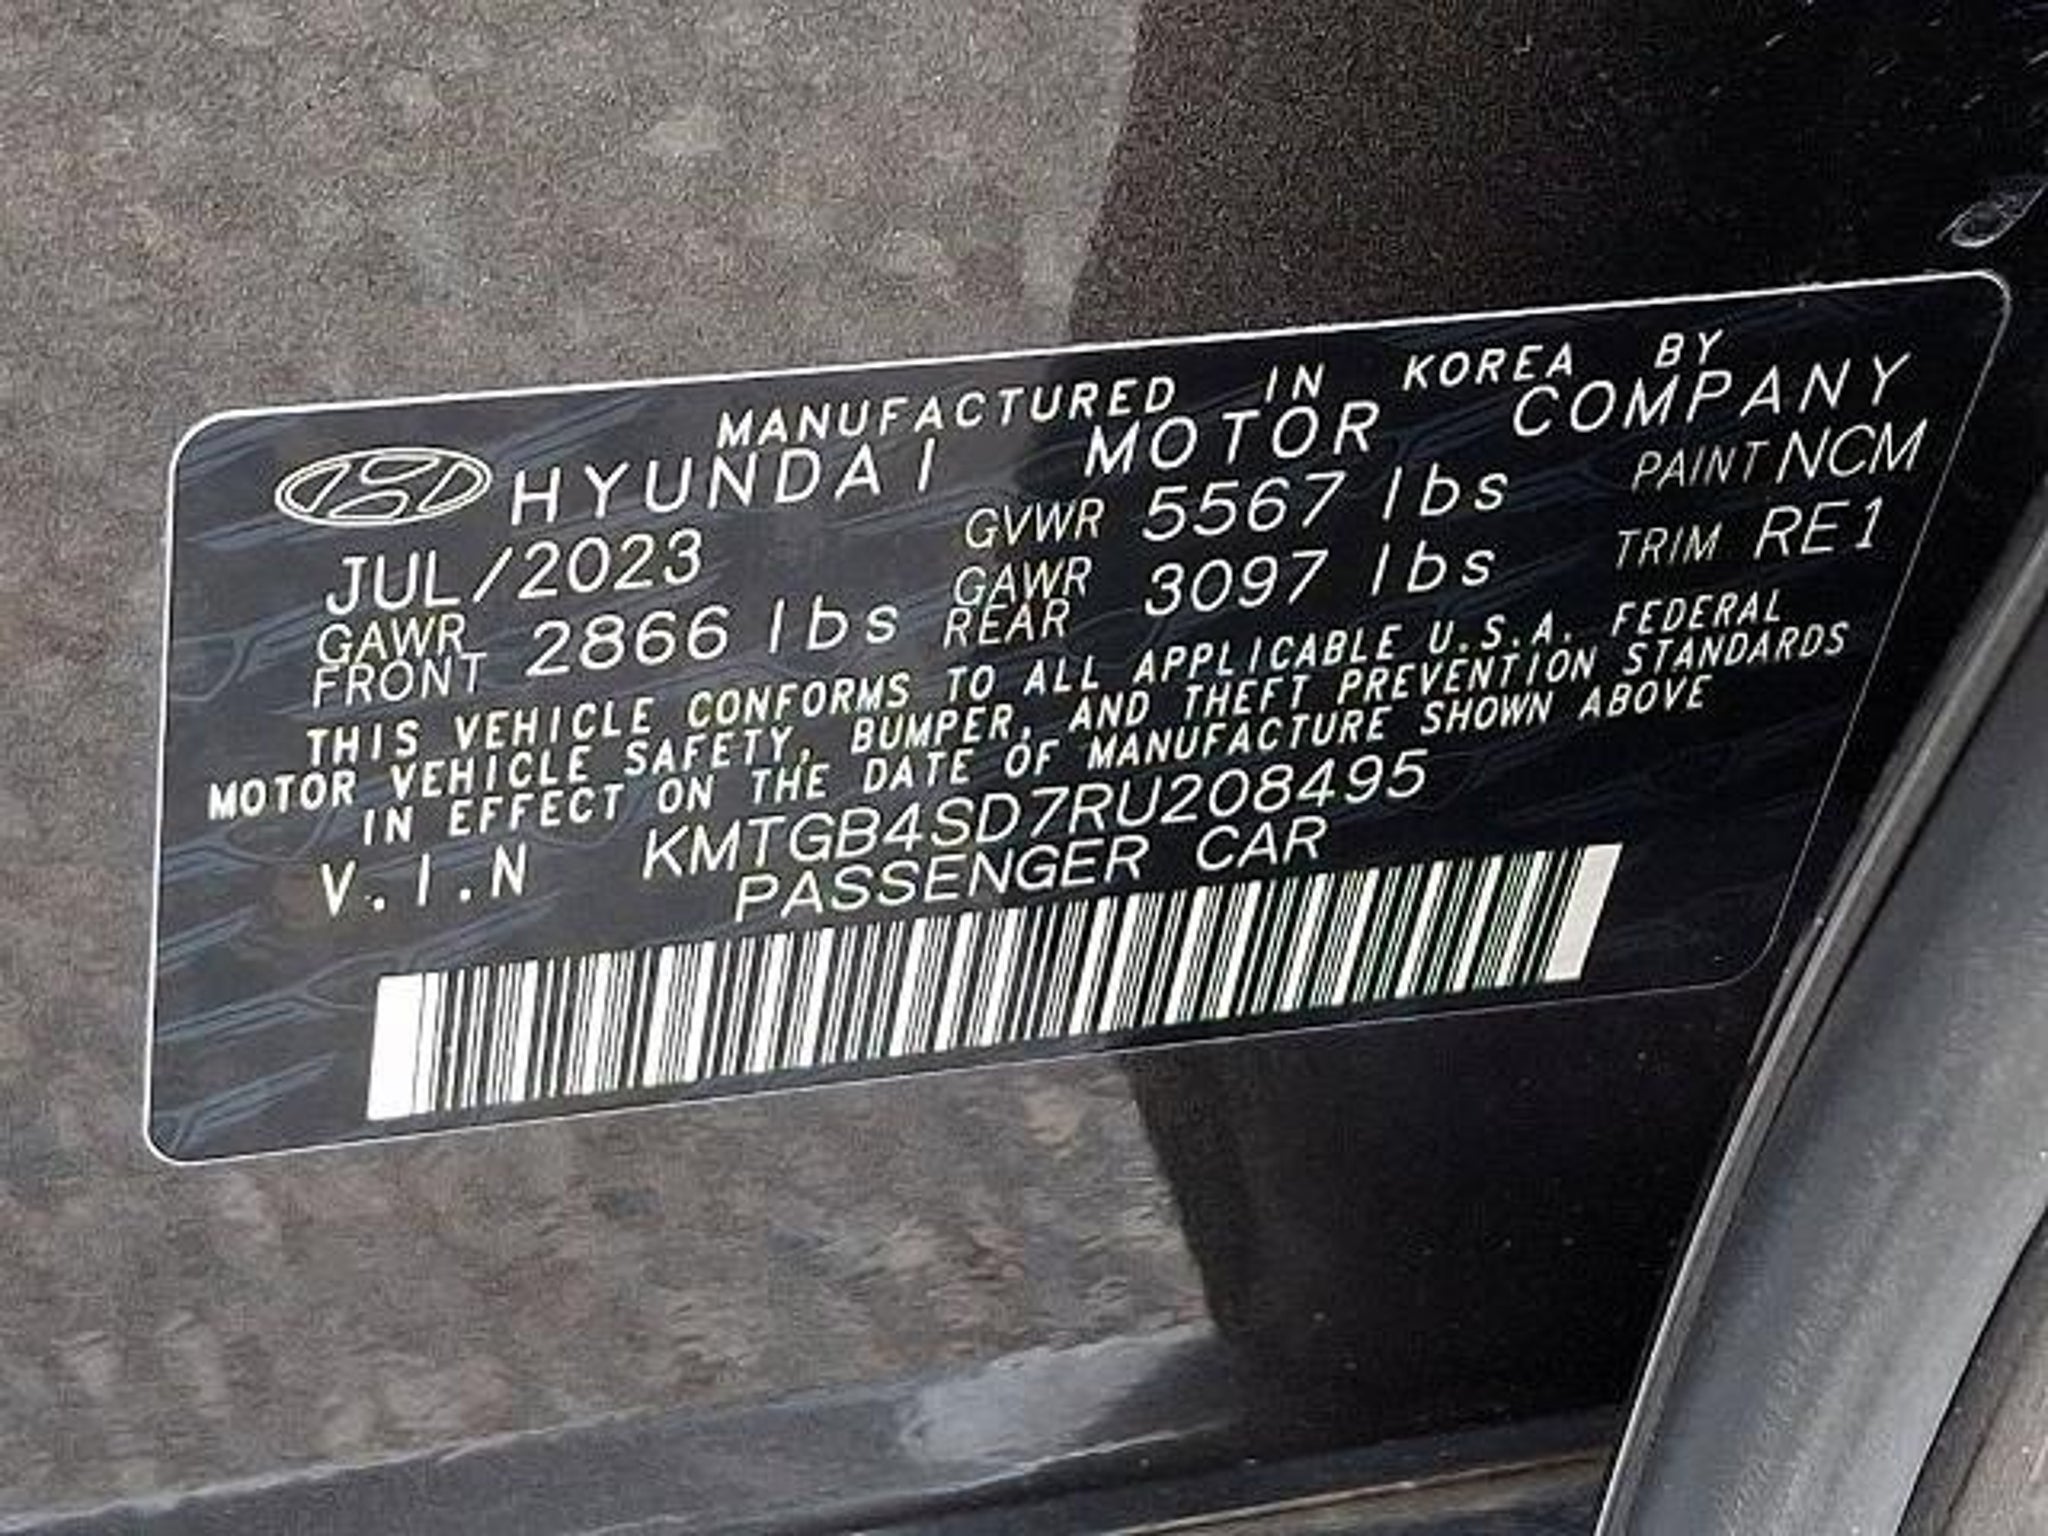 MANUFACTURED IN KOREA BY
HYUNDAI MOTOR COMPANY
JUL/2023 GVWR 5567 lbs PAINT NCM
GAWR FRONT 2866 lbs GAWR REAR 3097 lbs TRIM RE1
THIS VEHICLE CONFORMS TO ALL APPLICABLE U.S.A. FEDERAL
MOTOR VEHICLE SAFETY, BUMPER, AND THEFT PREVENTION STANDARDS
IN EFFECT ON THE DATE OF MANUFACTURE SHOWN ABOVE
V.I.N KMTGB4SD7RU208495
PASSENGER CAR